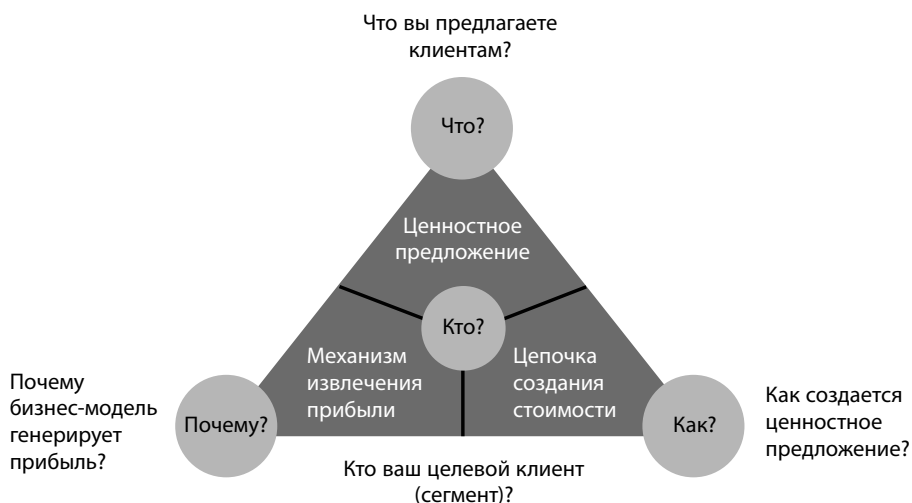 Что вы предлагаете
клиентам?
Что?
Ценностное
предложение
Кто?
Механизм
извлечения
прибыли
Цепочка
создания
стоимости
Почему
бизнес-модель
генерирует
прибыль?
Почему?
Как?
Как создается
ценностное
предложение?
Кто ваш целевой клиент
(сегмент)?